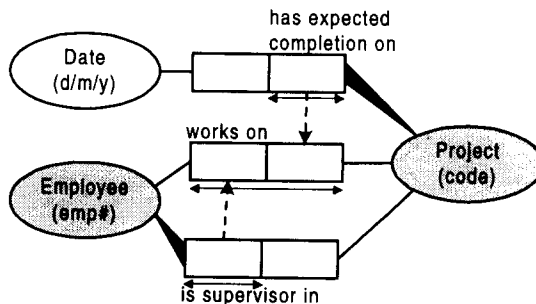 has expected
completion on
Date
(d/m/y)
works on
Project
(code)
Employee
(emp#)
is supervisor in